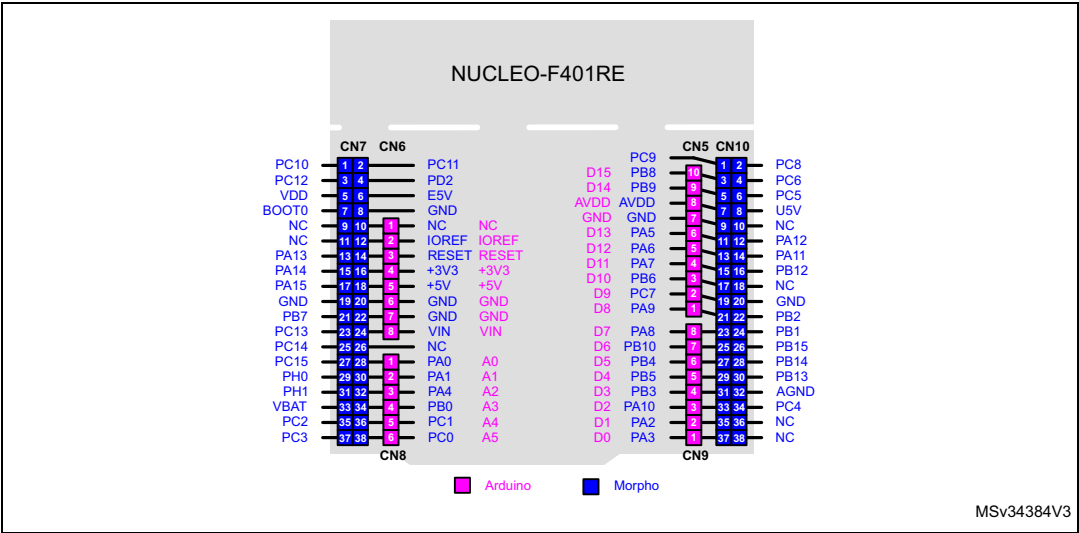 NUCLEO-F401RE
CN7 CN6 CN5 CN10
PC9
PC10 1 2 PC11 1 2 PC8
PC12 3 4 PD2 D15 PB8 10 3 4 PC6
VDD 5 6 E5V D14 PB9 9 5 6 PC5
BOOT0 7 8 GND AVDD AVDD 8 7 8 U5V
NC 9 10 1 NC NC GND GND 7 9 10 NC
NC 11 12 2 IOREF IOREF D13 PA5 6 11 12 PA12
PA13 13 14 3 RESET RESET D12 PA6 5 13 14 PA11
PA14 15 16 4 +3V3 +3V3 D11 PA7 4 15 16 PB12
PA15 17 18 5 +5V +5V D10 PB6 3 17 18 NC
GND 19 20 6 GND GND D9 PC7 2 19 20 GND
PB7 21 22 7 GND GND D8 PA9 1 21 22 PB2
PC13 23 24 8 VIN VIN D7 PA8 8 23 24 PB1
PC14 25 26 NC D6 PB10 7 25 26 PB15
PC15 27 28 1 PA0 A0 D5 PB4 6 27 28 PB14
PH0 29 30 2 PA1 A1 D4 PB5 5 29 30 PB13
PH1 31 32 3 PA4 A2 D3 PB3 4 31 32 AGND
VBAT 33 34 4 PB0 A3 D2 PA10 3 33 34 PC4
PC2 35 36 5 PC1 A4 D1 PA2 2 35 36 NC
PC3 37 38 6 PC0 A5 D0 PA3 1 37 38 NC
CN8 CN9
Arduino Morpho
MSv34384V3